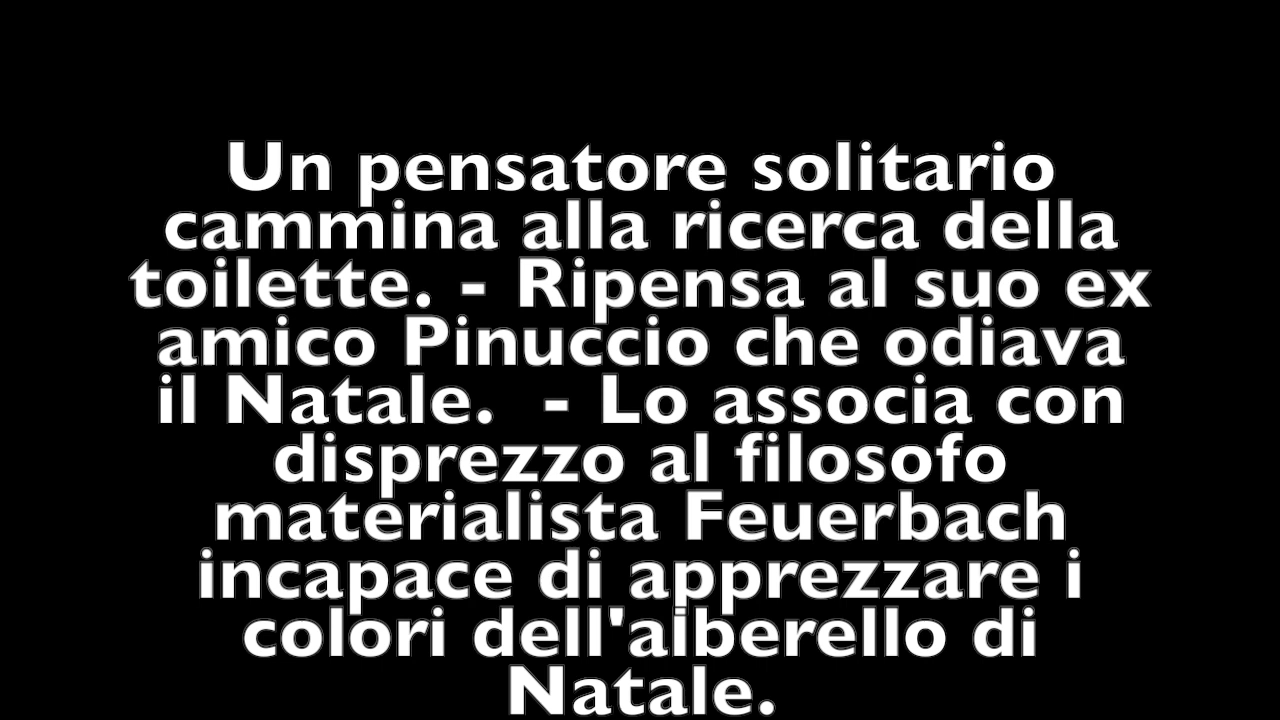 Un pensatore solitario
cammina alla ricerca della
toilette. - Ripensa al suo ex
amico Pinuccio che odiava
il Natale.  - Lo associa con
disprezzo al filosofo
materialista Feuerbach
incapace di apprezzare i
colori dell'alberello di
Natale.